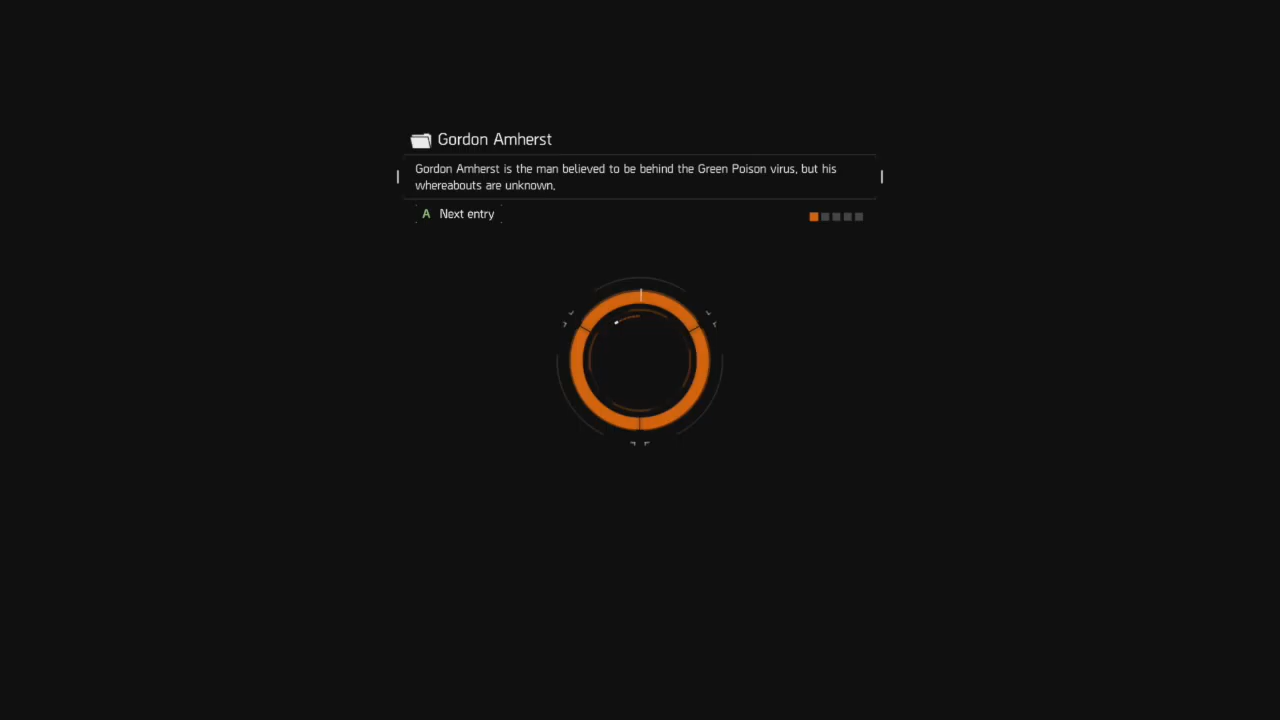 Gordon Amherst
Gordon Amherst is the man believed to be behind the Green Poison virus, but his
whereabouts are unknown.
A Next entry